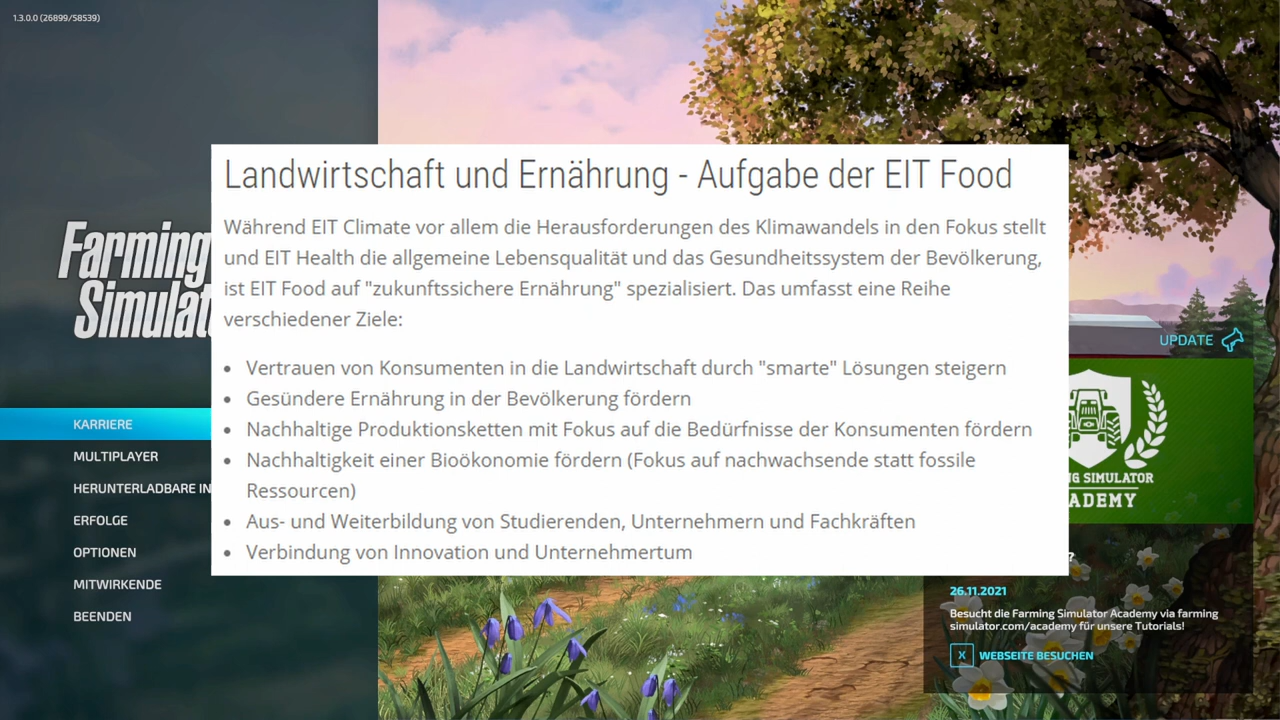 1.3.0.0 (26899/58539)
Landwirtschaft und Ernährung - Aufgabe der EIT Food
Während EIT Climate vor allem die Herausforderungen des Klimawandels in den Fokus stellt
und EIT Health die allgemeine Lebensqualität und das Gesundheitssystem der Bevölkerung,
ist EIT Food auf "zukunftssichere Ernährung" spezialisiert. Das umfasst eine Reihe
verschiedener Ziele:
• Vertrauen von Konsumenten in die Landwirtschaft durch "smarte" Lösungen steigern
• Gesündere Ernährung in der Bevölkerung fördern
• Nachhaltige Produktionsketten mit Fokus auf die Bedürfnisse der Konsumenten fördern
• Nachhaltigkeit einer Bioökonomie fördern (Fokus auf nachwachsende statt fossile
Ressourcen)
• Aus- und Weiterbildung von Studierenden, Unternehmern und Fachkräften
• Verbindung von Innovation und Unternehmertum
Farming
Simulat
KARRIERE
MULTIPLAYER
HERUNTERLADBARE IN
ERFOLGE
OPTIONEN
MITWIRKENDE
BEENDEN
UPDATE
NG SIMULATOR
ADEMY
?
26.11.2021
Besucht die Farming Simulator Academy via farming
simulator.com/academy für unsere Tutorials!
X WEBSEITE BESUCHEN